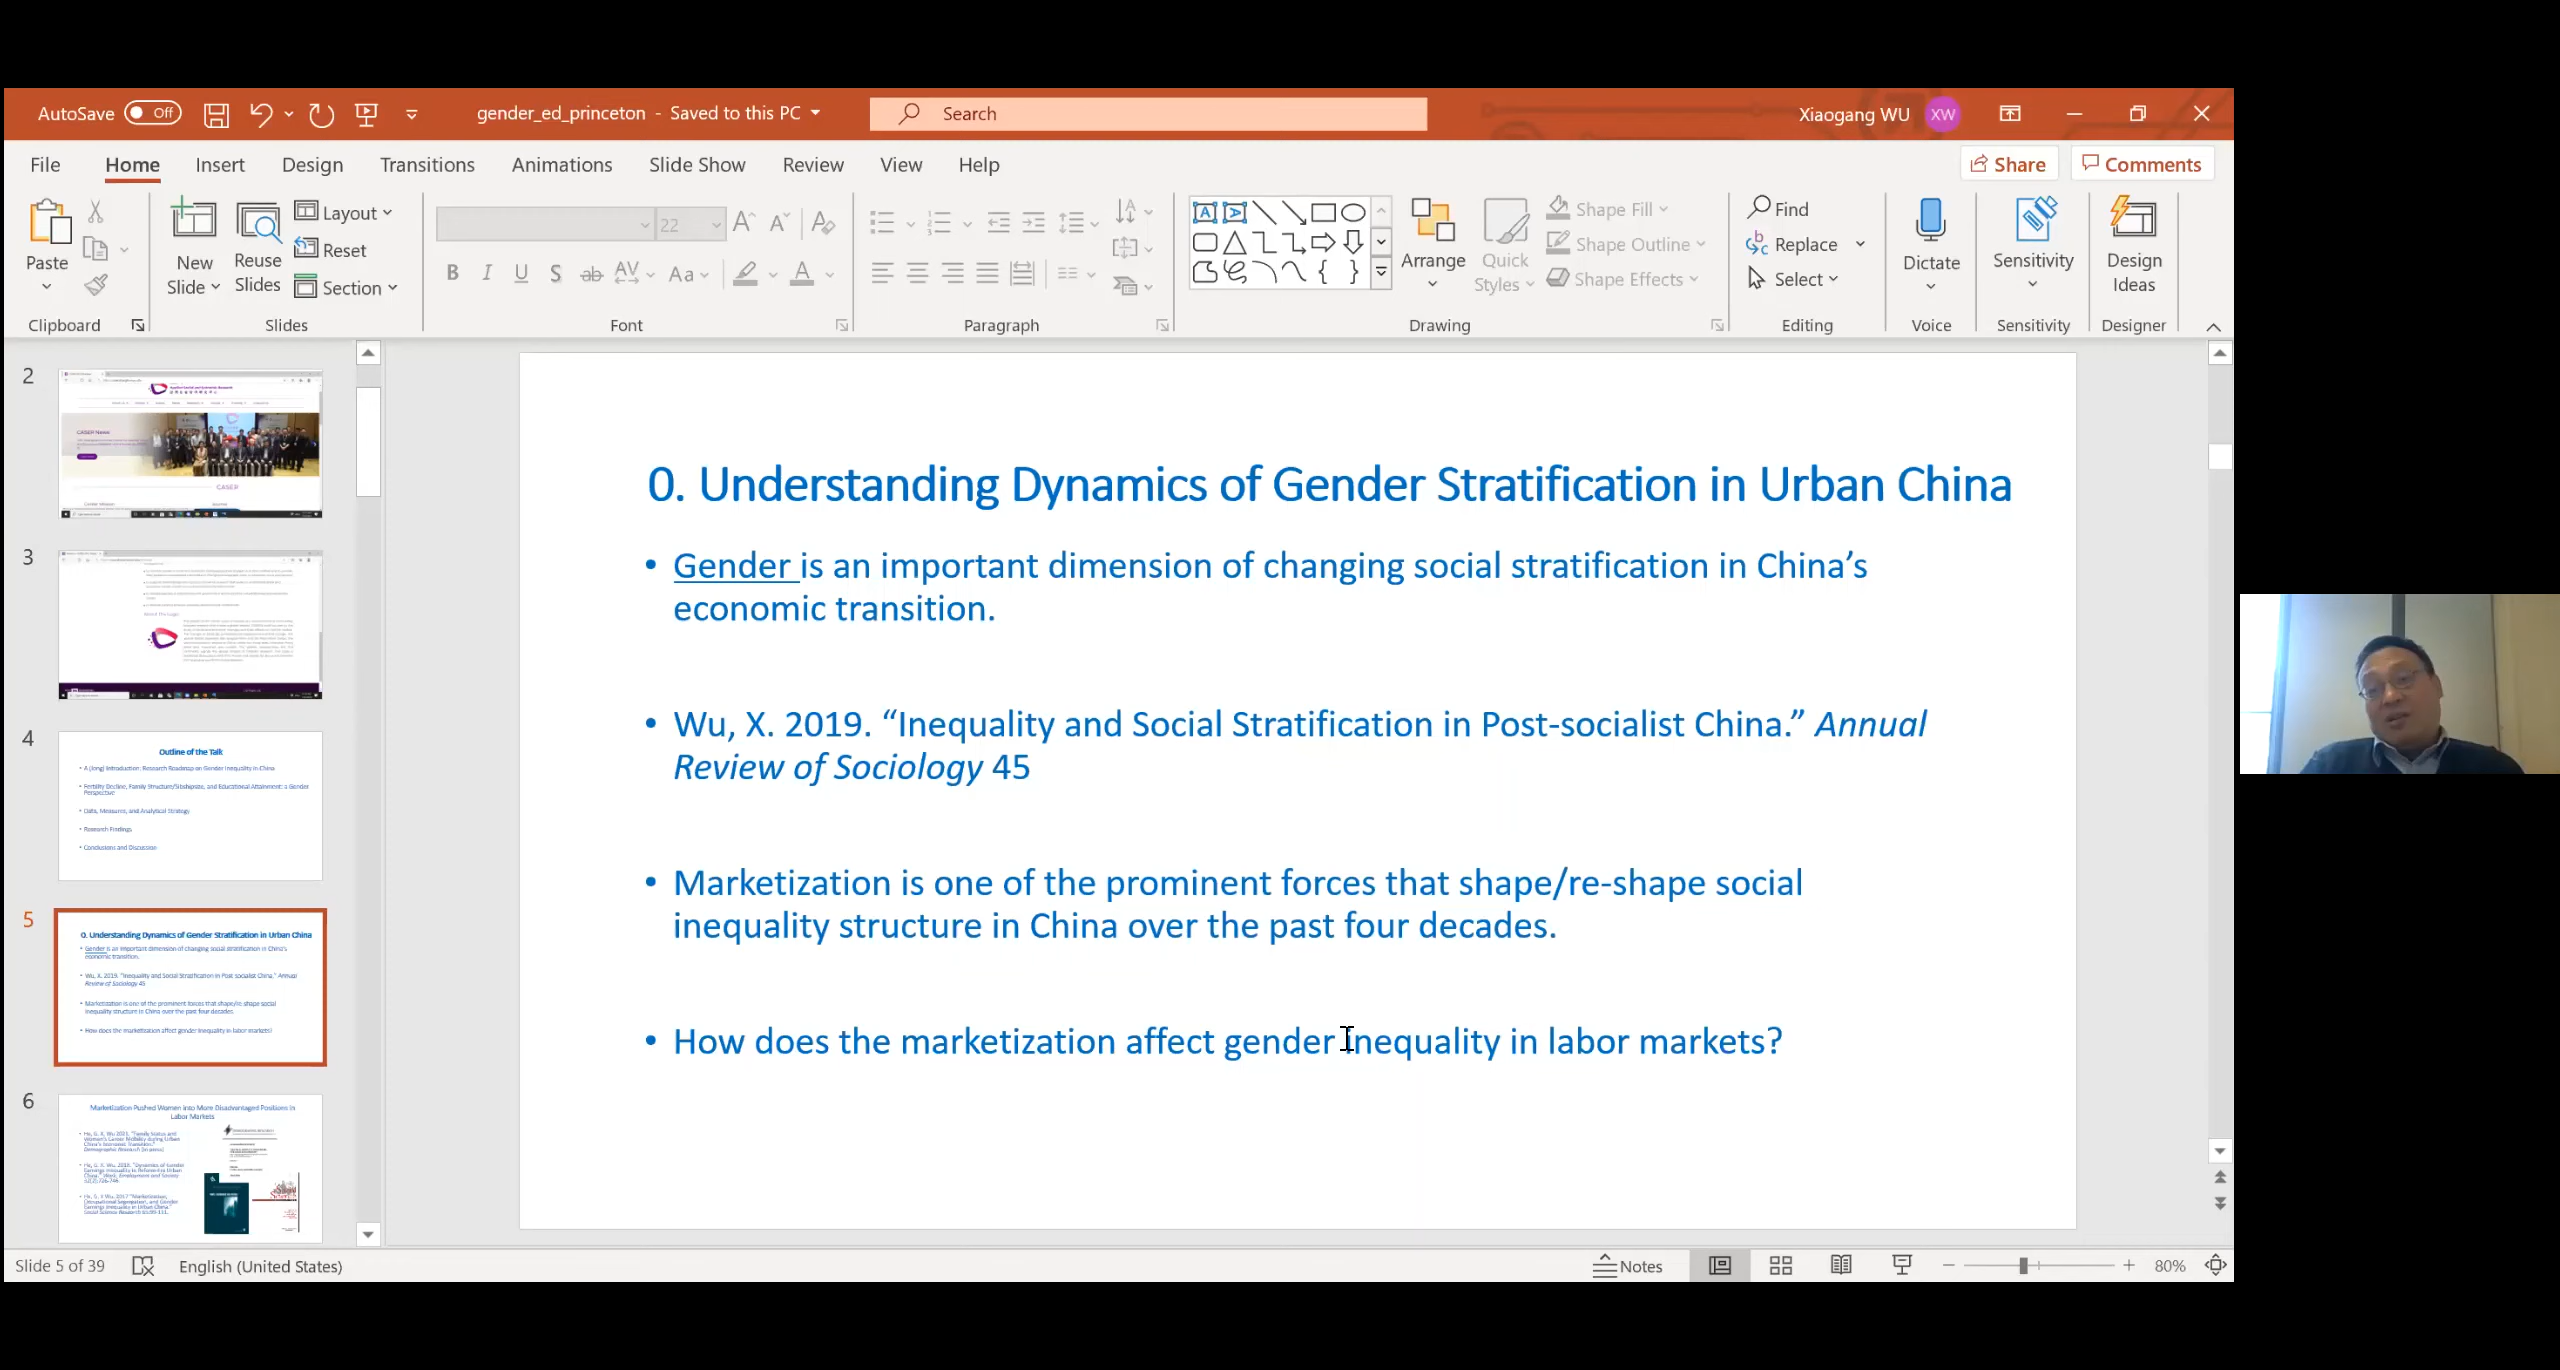 AutoSave Off gender_ed_princeton - Saved to this PC Search Xiaogang WU XW
File Home Insert Design Transitions Animations Slide Show Review View Help Share Comments
Paste
New Slide
Reuse Slides
Layout
Reset
Section
22
B I U S ab AV Aa A
Arrange
Quick Styles
Shape Fill
Shape Outline
Shape Effects
Find
Replace
Select
Dictate
Sensitivity
Design Ideas
Clipboard Slides Font Paragraph Drawing Editing Voice Sensitivity Designer
2
CASER News
CASER
3
4
Outline of the Talk
• A (long) Introduction: Research Roadmap on Gender Inequality in China
• Fertility Decline, Family Structure/Sibshipsize, and Educational Attainment: a Gender
Perspective
• Data, Measures, and Analytical Strategy
• Research Findings
• Conclusions and Discussion
5
0. Understanding Dynamics of Gender Stratification in Urban China
• Gender is an important dimension of changing social stratification in China's
economic transition.
• Wu, X. 2019. "Inequality and Social Stratification in Post-socialist China." Annual
Review of Sociology 45
• Marketization is one of the prominent forces that shape/re-shape social
inequality structure in China over the past four decades.
• How does the marketization affect gender inequality in labor markets?
6
Marketization Pushed Women into More Disadvantaged Positions in
Labor Markets
0. Understanding Dynamics of Gender Stratification in Urban China
• Gender is an important dimension of changing social stratification in China’s
economic transition.
• Wu, X. 2019. “Inequality and Social Stratification in Post-socialist China.” Annual
Review of Sociology 45
• Marketization is one of the prominent forces that shape/re-shape social
inequality structure in China over the past four decades.
• How does the marketization affect gender inequality in labor markets?
Slide 5 of 39 English (United States) Notes 80%